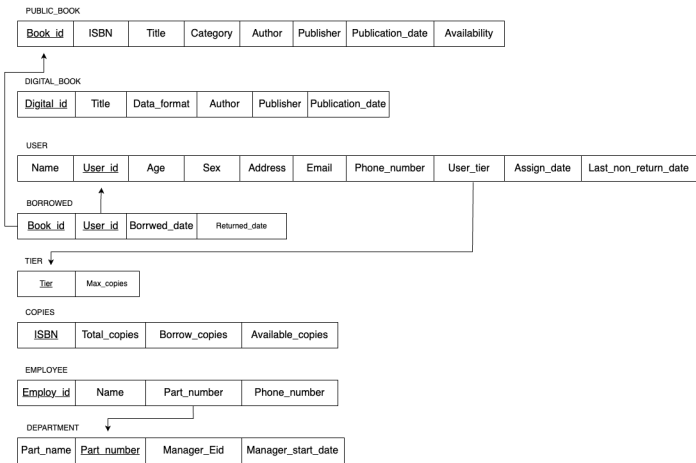 PUBLIC_BOOK
Book_id ISBN Title Category Author Publisher Publication_date Availability
DIGITAL_BOOK
Digital_id Title Data_format Author Publisher Publication_date
USER
Name User_id Age Sex Address Email Phone_number User_tier Assign_date Last_non_return_date
BORROWED
Book_id User_id Borrwed_date Returned_date
TIER
Tier Max_copies
COPIES
ISBN Total_copies Borrow_copies Available_copies
EMPLOYEE
Employ_id Name Part_number Phone_number
DEPARTMENT
Part_name Part_number Manager_Eid Manager_start_date